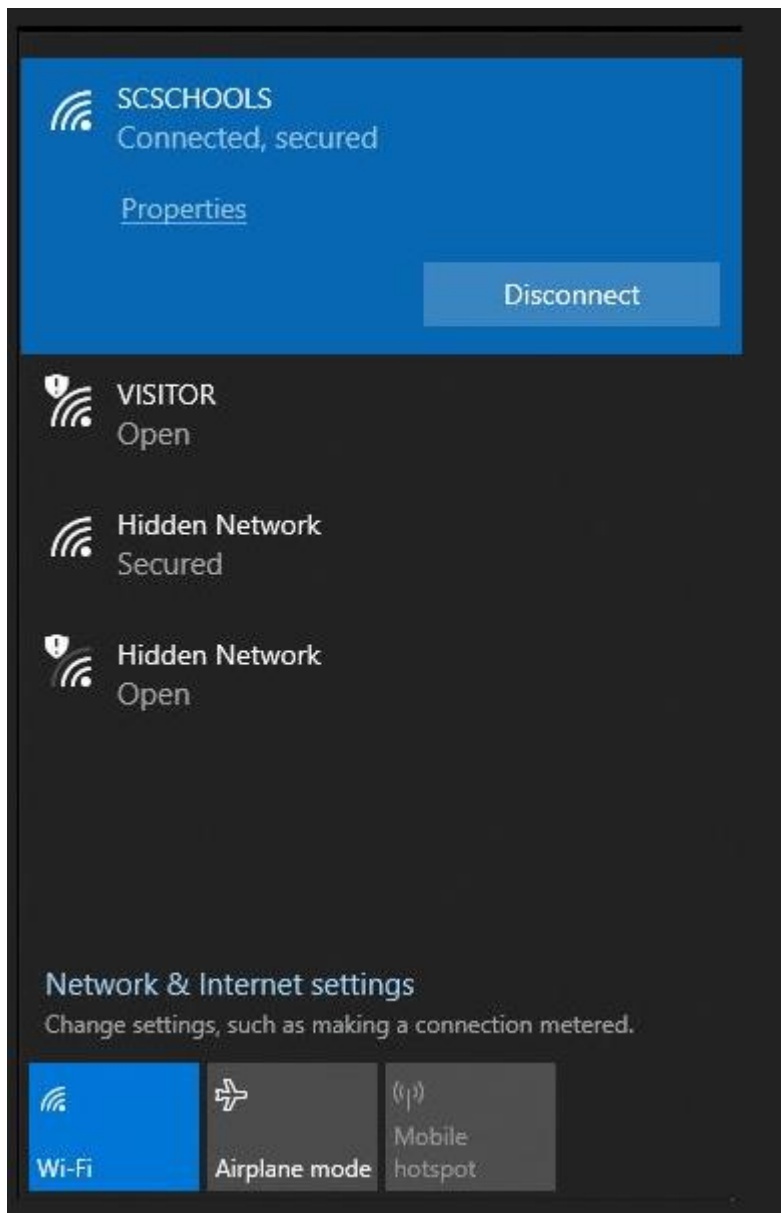 SCSCHOOLS
Connected, secured
Properties
Disconnect
VISITOR
Open
Hidden Network
Secured
Hidden Network
Open
Network & Internet settings
Change settings, such as making a connection metered.
Wi-Fi
Airplane mode
Mobile
hotspot